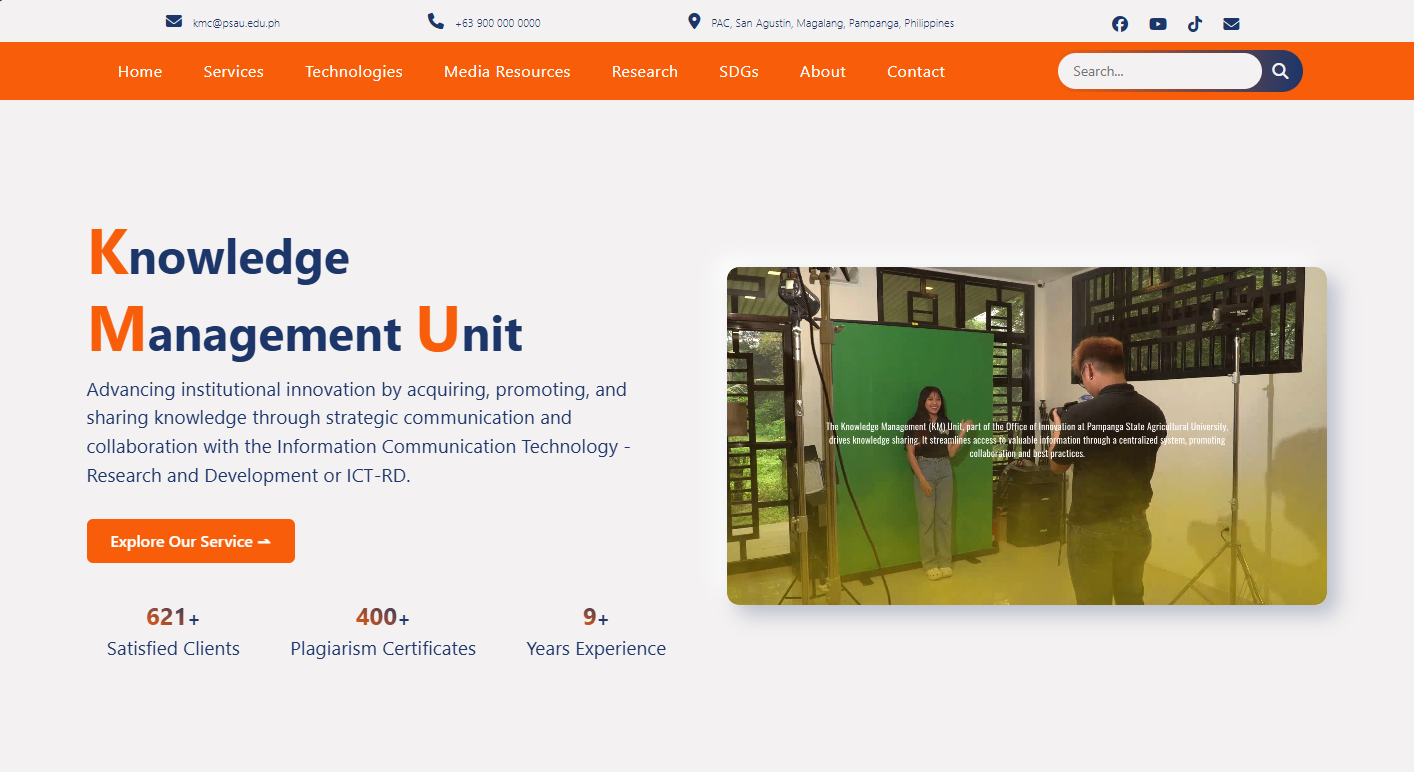 kmc@psau.edu.ph
+63 900 000 0000
PAC, San Agustin, Magalang, Pampanga, Philippines
Home Services Technologies Media Resources Research SDGs About Contact
Search...
Knowledge
Management Unit
Advancing institutional innovation by acquiring, promoting, and
sharing knowledge through strategic communication and
collaboration with the Information Communication Technology -
Research and Development or ICT-RD.
Explore Our Service ⇀
621+
Satisfied Clients
400+
Plagiarism Certificates
9+
Years Experience
The Knowledge Management (KM) Unit, part of the Office of Innovation at Pampanga State Agricultural University,
drives knowledge sharing. It streamlines access to valuable information through a centralized system, promoting
collaboration and best practices.